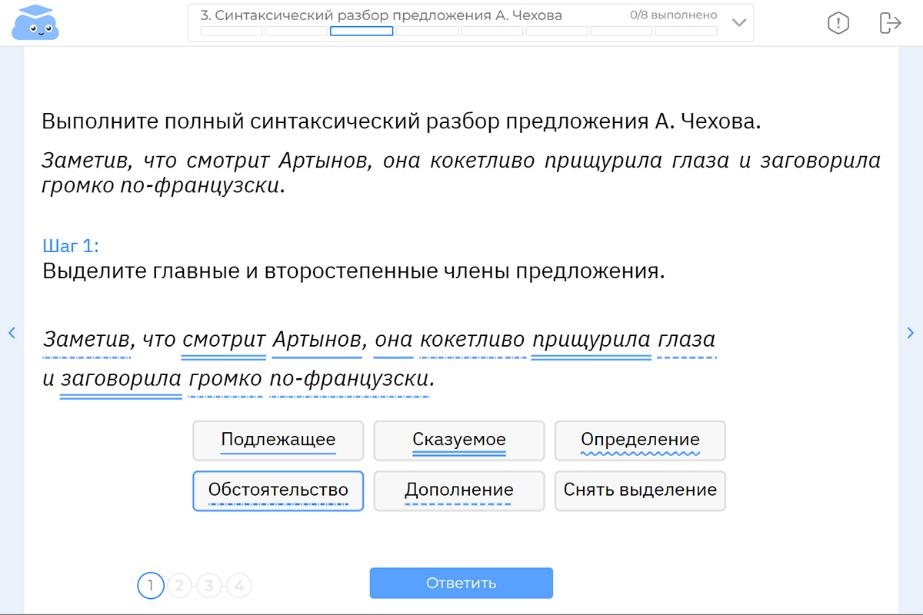 3. Синтаксический разбор предложения А. Чехова
0/8 выполнено
Выполните полный синтаксический разбор предложения А. Чехова.
Заметив, что смотрит Артынов, она кокетливо прищурила глаза и заговорила
громко по-французски.
Шаг 1:
Выделите главные и второстепенные члены предложения.
Заметив, что смотрит Артынов, она кокетливо прищурила глаза
и заговорила громко по-французски.
Подлежащее Сказуемое Определение
Обстоятельство Дополнение Снять выделение
1 2 3 4
Ответить